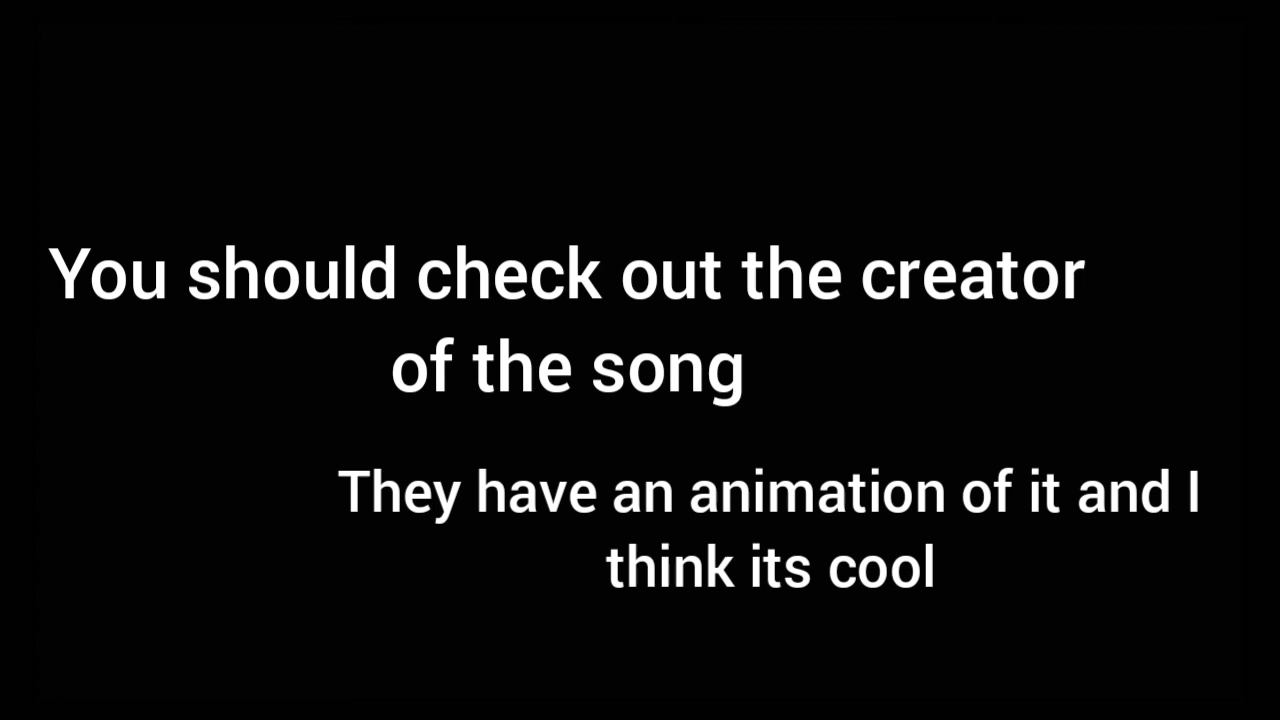 You should check out the creator
of the song
They have an animation of it and I
think its cool